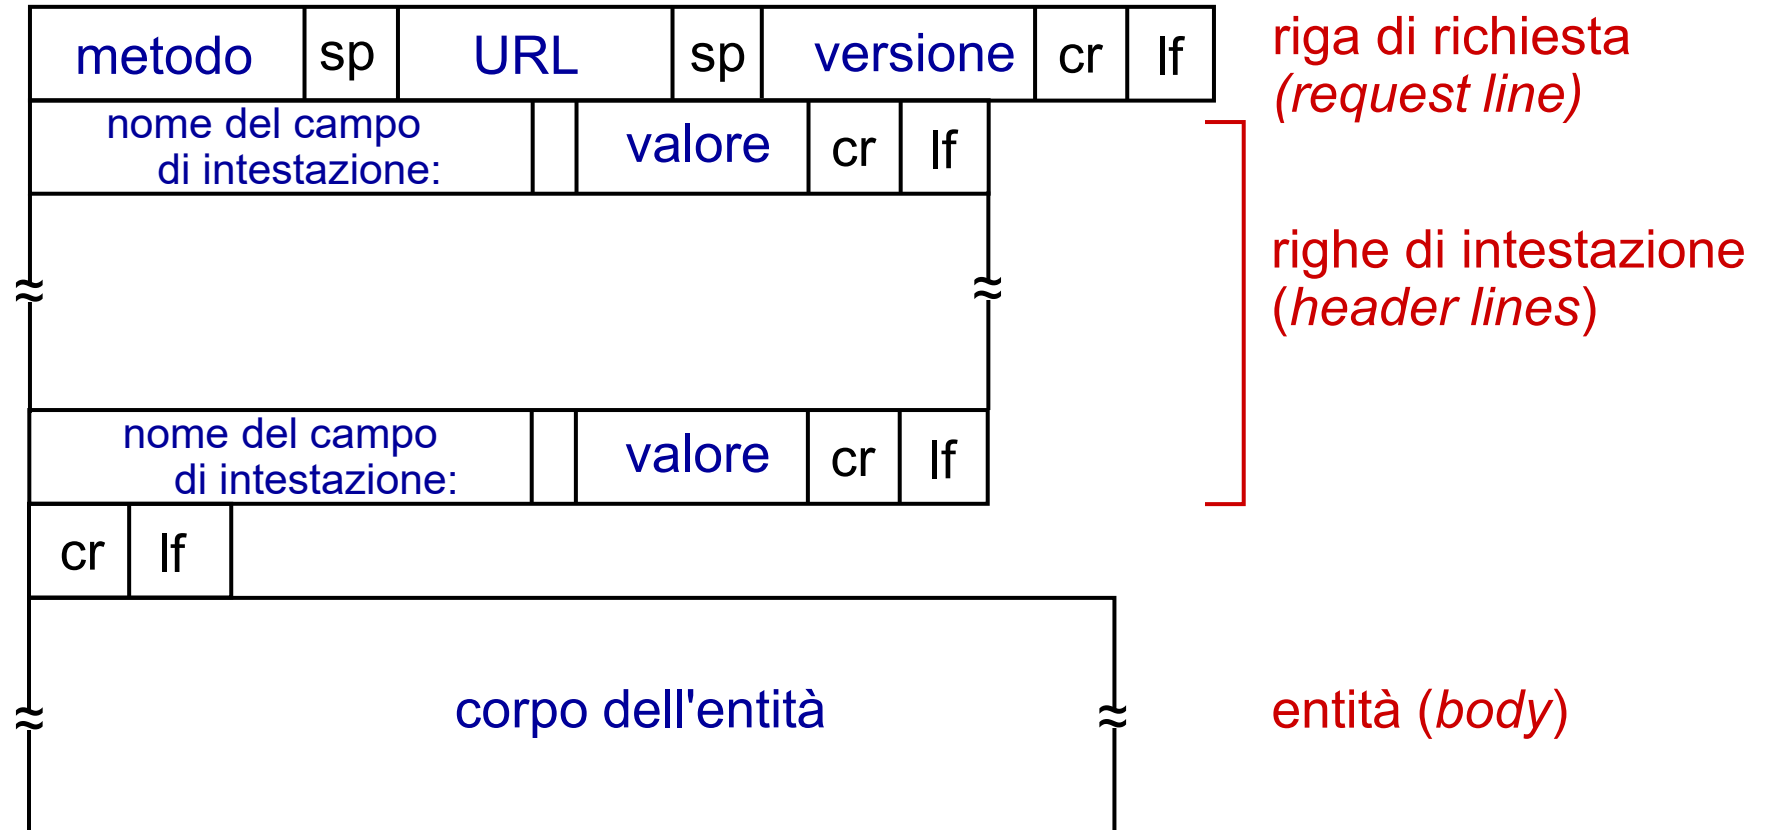 metodo sp URL sp versione cr lf
riga di richiesta
(request line)
nome del campo
di intestazione:
valore cr lf
righe di intestazione
(header lines)
≈ ≈
nome del campo
di intestazione:
valore cr lf
cr lf
≈ corpo dell'entità ≈
entità (body)